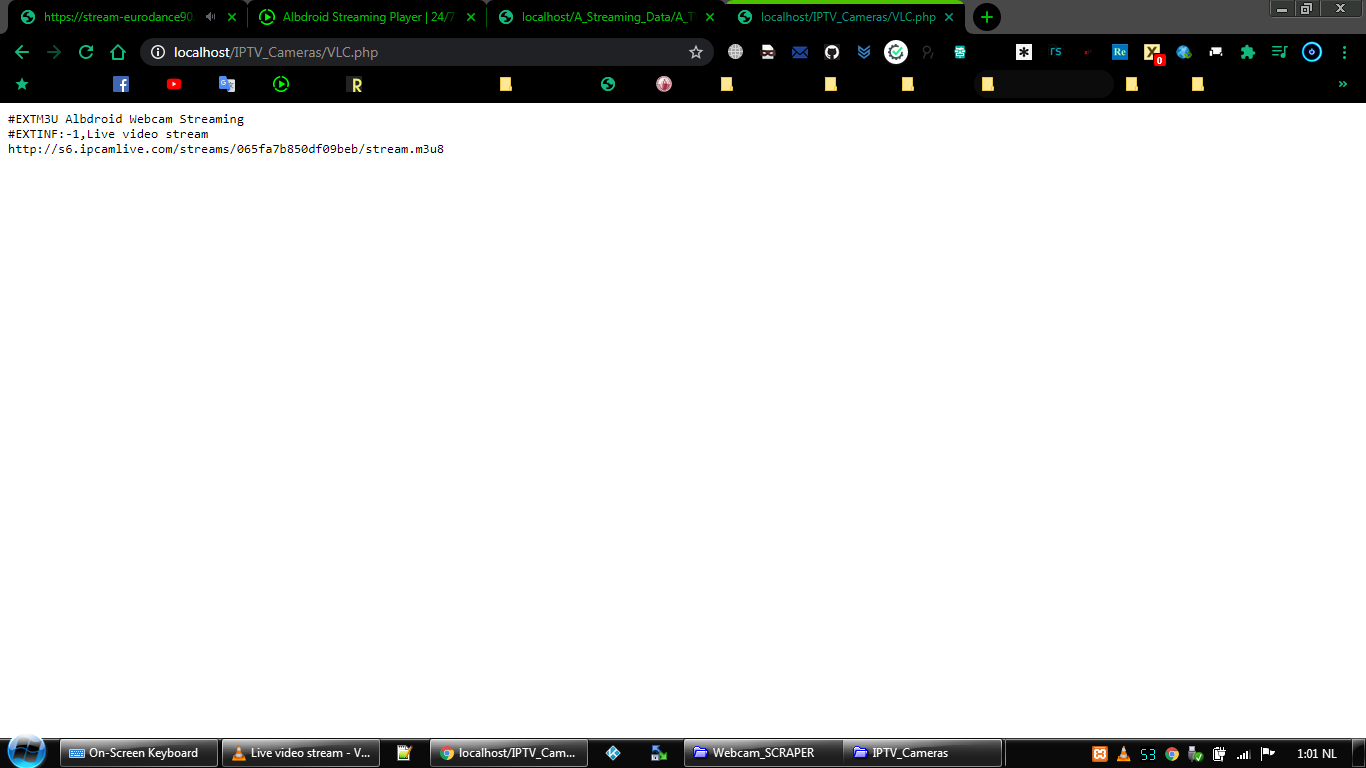 https://stream-eurodance90
Albdroid Streaming Player | 24/7
localhost/A_Streaming_Data/A_T
localhost/IPTV_Cameras/VLC.php
localhost/IPTV_Cameras/VLC.php
rs
Re
0
R
#EXTM3U Albdroid Webcam Streaming
#EXTINF:-1,Live video stream
http://s6.ipcamlive.com/streams/065fa7b850df09beb/stream.m3u8
On-Screen Keyboard
Live video stream - V...
localhost/IPTV_Cam...
Webcam_SCRAPER
IPTV_Cameras
53
1:01 NL